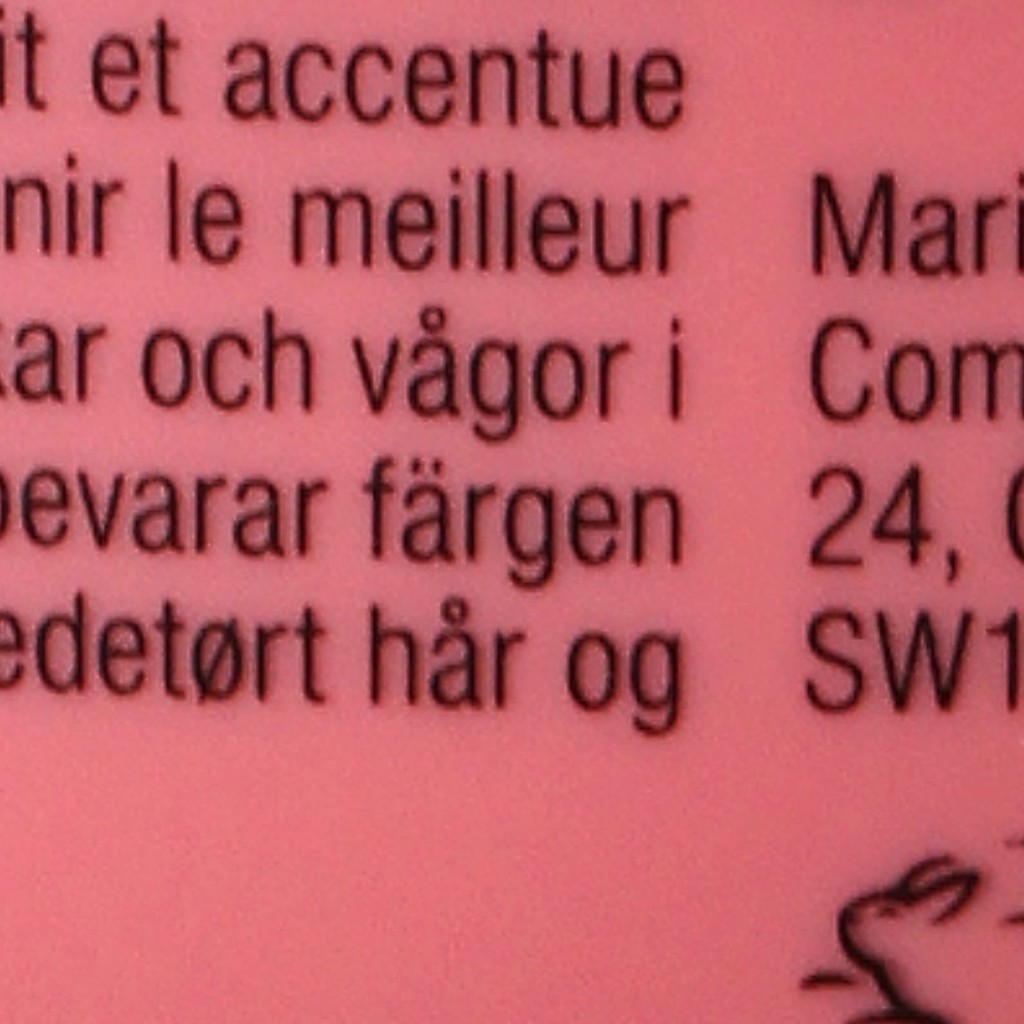 it et accentue
nir le meilleur
ar och vågor i
bevarar färgen
edetørt hår og
Mari
Com
24,
SW1